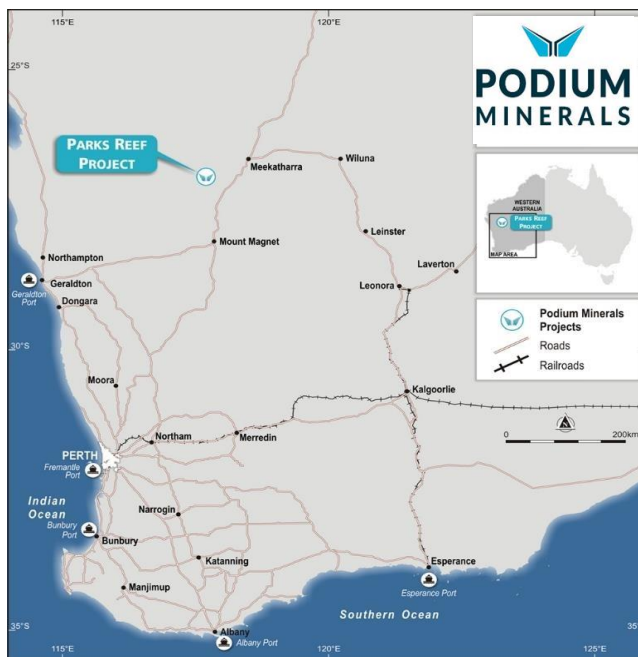 115°E
120°E
25°S
PODIUM
MINERALS
PARKS REEF
PROJECT
Meekatharra
Wiluna
WESTERN
AUSTRALIA
PARKS REEF
PROJECT
MAP AREA
Leinster
Mount Magnet
Northampton
Laverton
Geraldton
Geraldton
Port
Leonora
Dongara
Podium Minerals
Projects
Roads
Railroads
30°S
Moora
Kalgoorlie
Northam
Merredin
0
200km
PERTH
Fremantle
Port
Indian
Ocean
Narrogin
Bunbury
Port
Bunbury
Katanning
Esperance
Manjimup
Esperance Port
Southern Ocean
35°S
Albany
Albany Port
115°E
120°E